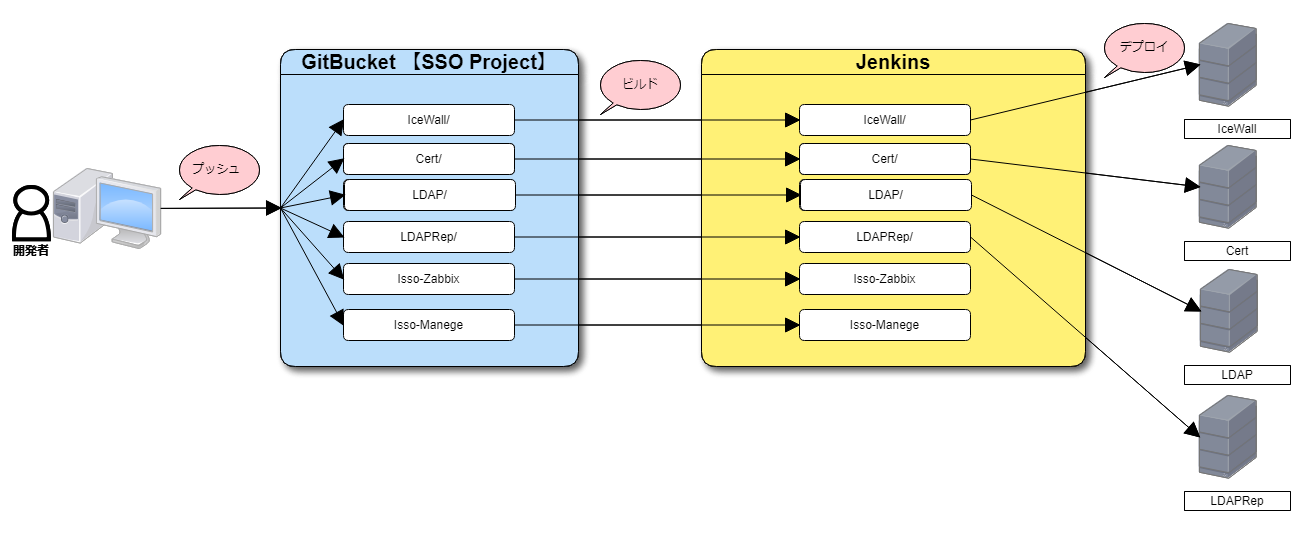 開発者
プッシュ
GitBucket 【SSO Project】
IceWall/
Cert/
LDAP/
LDAPRep/
Isso-Zabbix
Isso-Manege
ビルド
Jenkins
IceWall/
Cert/
LDAP/
LDAPRep/
Isso-Zabbix
Isso-Manege
デプロイ
IceWall
Cert
LDAP
LDAPRep